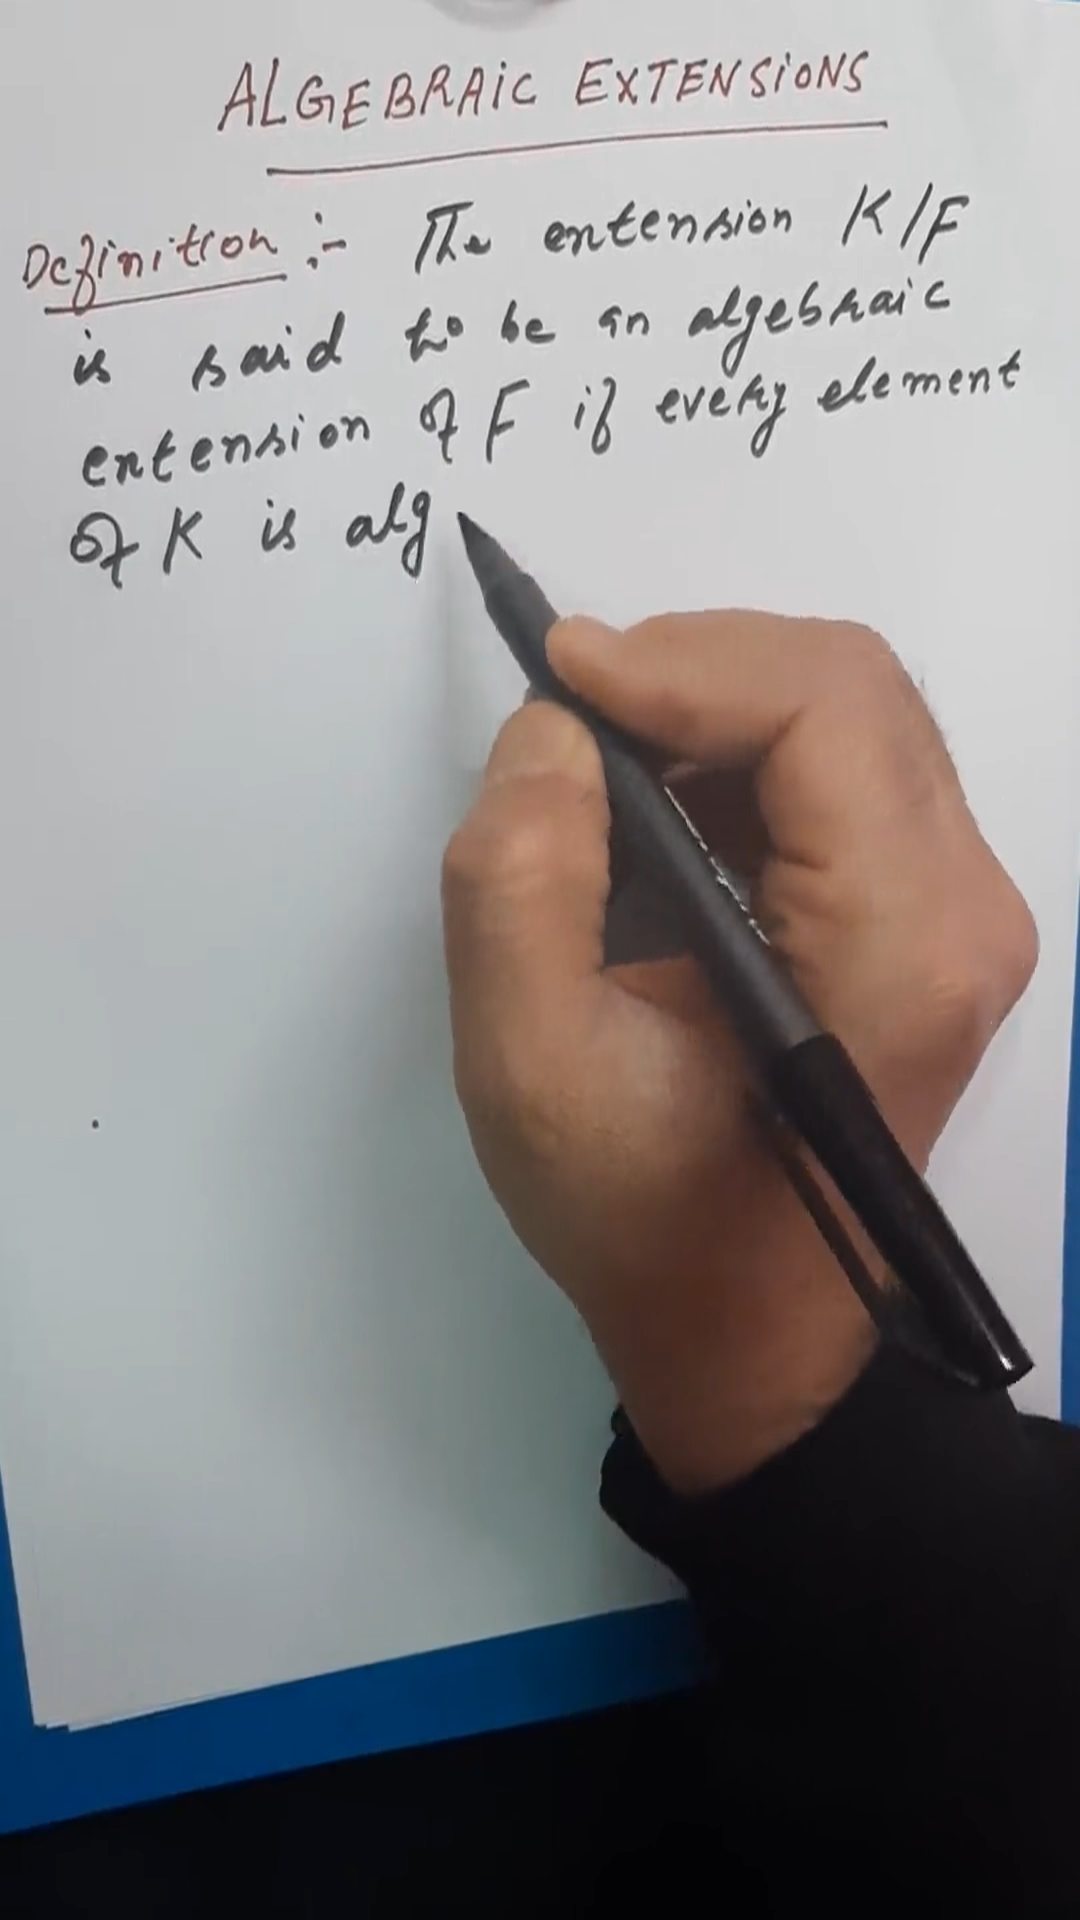 ALGEBRAIC EXTENSIONS
Definition :- The extension K/F
is said to be an algebraic
extension of F if every element
of K is alg